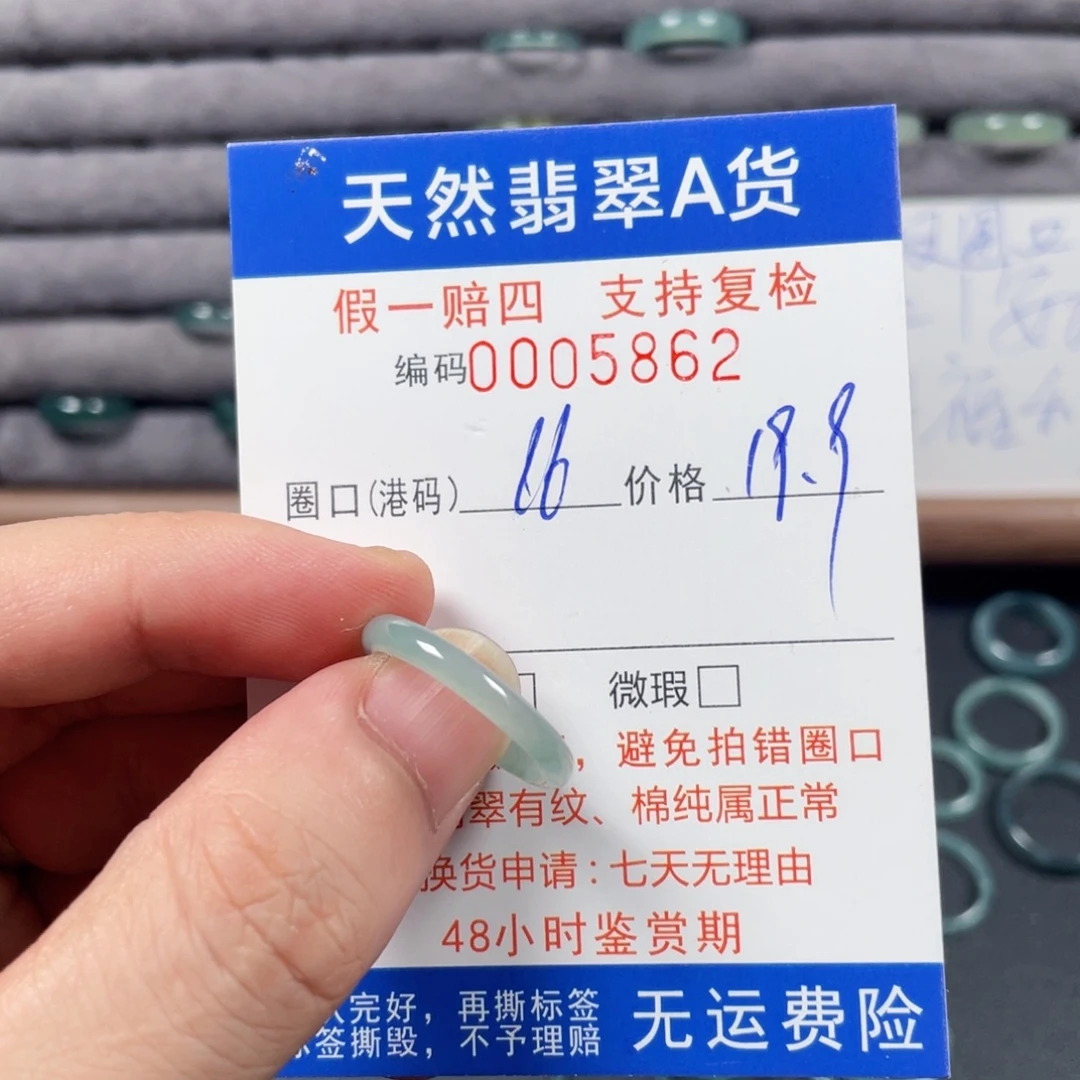 天然翡翠A货
假一赔四 支持复检
编码0005862
圈口(港码) 16 价格 19.9
微瑕
，避免拍错圈口
翠有纹、棉纯属正常
换货申请：七天无理由
48小时鉴赏期
完好，再撕标签
签撕毁，不予理赔
无运费险